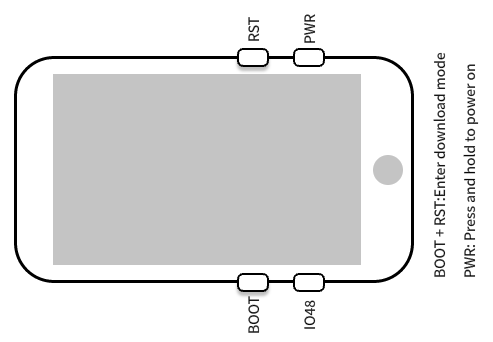 RST
PWR
BOOT
IO48
BOOT + RST:Enter download mode
PWR: Press and hold to power on